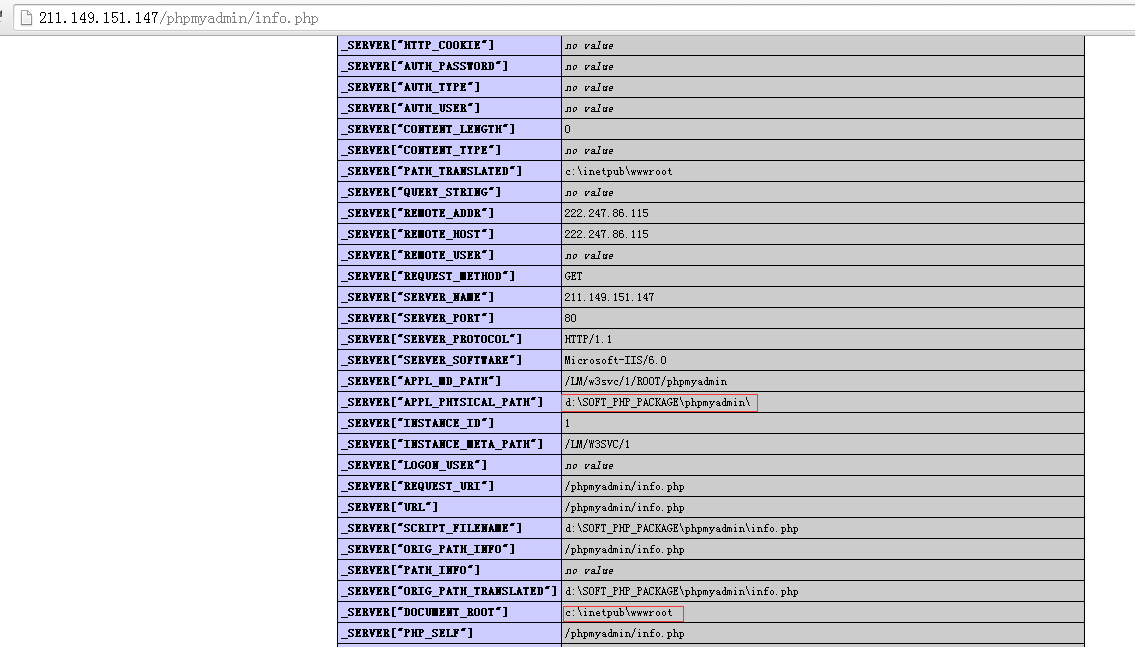 211.149.151.147/phpmyadmin/info.php
_SERVER["HTTP_COOKIE"] no value
_SERVER["AUTH_PASSWORD"] no value
_SERVER["AUTH_TYPE"] no value
_SERVER["AUTH_USER"] no value
_SERVER["CONTENT_LENGTH"] 0
_SERVER["CONTENT_TYPE"] no value
_SERVER["PATH_TRANSLATED"] c:\inetpub\wwwroot
_SERVER["QUERY_STRING"] no value
_SERVER["REMOTE_ADDR"] 222.247.86.115
_SERVER["REMOTE_HOST"] 222.247.86.115
_SERVER["REMOTE_USER"] no value
_SERVER["REQUEST_METHOD"] GET
_SERVER["SERVER_NAME"] 211.149.151.147
_SERVER["SERVER_PORT"] 80
_SERVER["SERVER_PROTOCOL"] HTTP/1.1
_SERVER["SERVER_SOFTWARE"] Microsoft-IIS/6.0
_SERVER["APPL_MD_PATH"] /LM/w3svc/1/ROOT/phpmyadmin
_SERVER["APPL_PHYSICAL_PATH"] d:\SOFT_PHP_PACKAGE\phpmyadmin\
_SERVER["INSTANCE_ID"] 1
_SERVER["INSTANCE_META_PATH"] /LM/W3SVC/1
_SERVER["LOGON_USER"] no value
_SERVER["REQUEST_URI"] /phpmyadmin/info.php
_SERVER["URL"] /phpmyadmin/info.php
_SERVER["SCRIPT_FILENAME"] d:\SOFT_PHP_PACKAGE\phpmyadmin\info.php
_SERVER["ORIG_PATH_INFO"] /phpmyadmin/info.php
_SERVER["PATH_INFO"] no value
_SERVER["ORIG_PATH_TRANSLATED"] d:\SOFT_PHP_PACKAGE\phpmyadmin\info.php
_SERVER["DOCUMENT_ROOT"] c:\inetpub\wwwroot
_SERVER["PHP_SELF"] /phpmyadmin/info.php